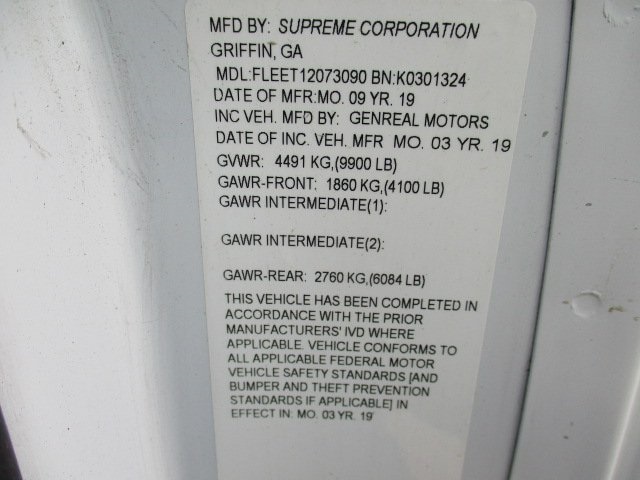 MFD BY: SUPREME CORPORATION
GRIFFIN, GA
MDL:FLEET12073090 BN:K0301324
DATE OF MFR:MO. 09 YR. 19
INC VEH. MFD BY: GENREAL MOTORS
DATE OF INC. VEH. MFR MO. 03 YR. 19
GVWR: 4491 KG,(9900 LB)
GAWR-FRONT: 1860 KG,(4100 LB)
GAWR INTERMEDIATE(1):
GAWR INTERMEDIATE(2):
GAWR-REAR: 2760 KG,(6084 LB)
THIS VEHICLE HAS BEEN COMPLETED IN
ACCORDANCE WITH THE PRIOR
MANUFACTURERS' IVD WHERE
APPLICABLE. VEHICLE CONFORMS TO
ALL APPLICABLE FEDERAL MOTOR
VEHICLE SAFETY STANDARDS [AND
BUMPER AND THEFT PREVENTION
STANDARDS IF APPLICABLE] IN
EFFECT IN: MO. 03 YR. 19